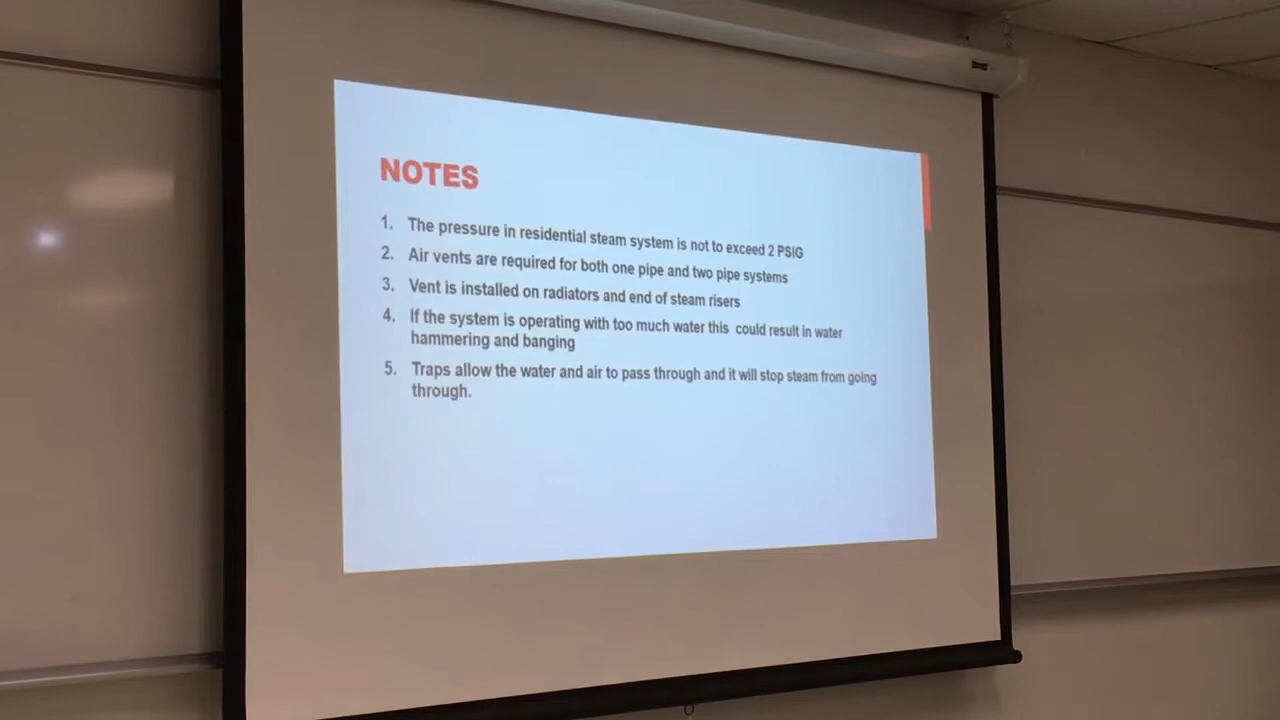 NOTES
1. The pressure in residential steam system is not to exceed 2 PSIG
2. Air vents are required for both one pipe and two pipe systems
3. Vent is installed on radiators and end of steam risers
4. If the system is operating with too much water this could result in water
hammering and banging
5. Traps allow the water and air to pass through and it will stop steam from going
through.